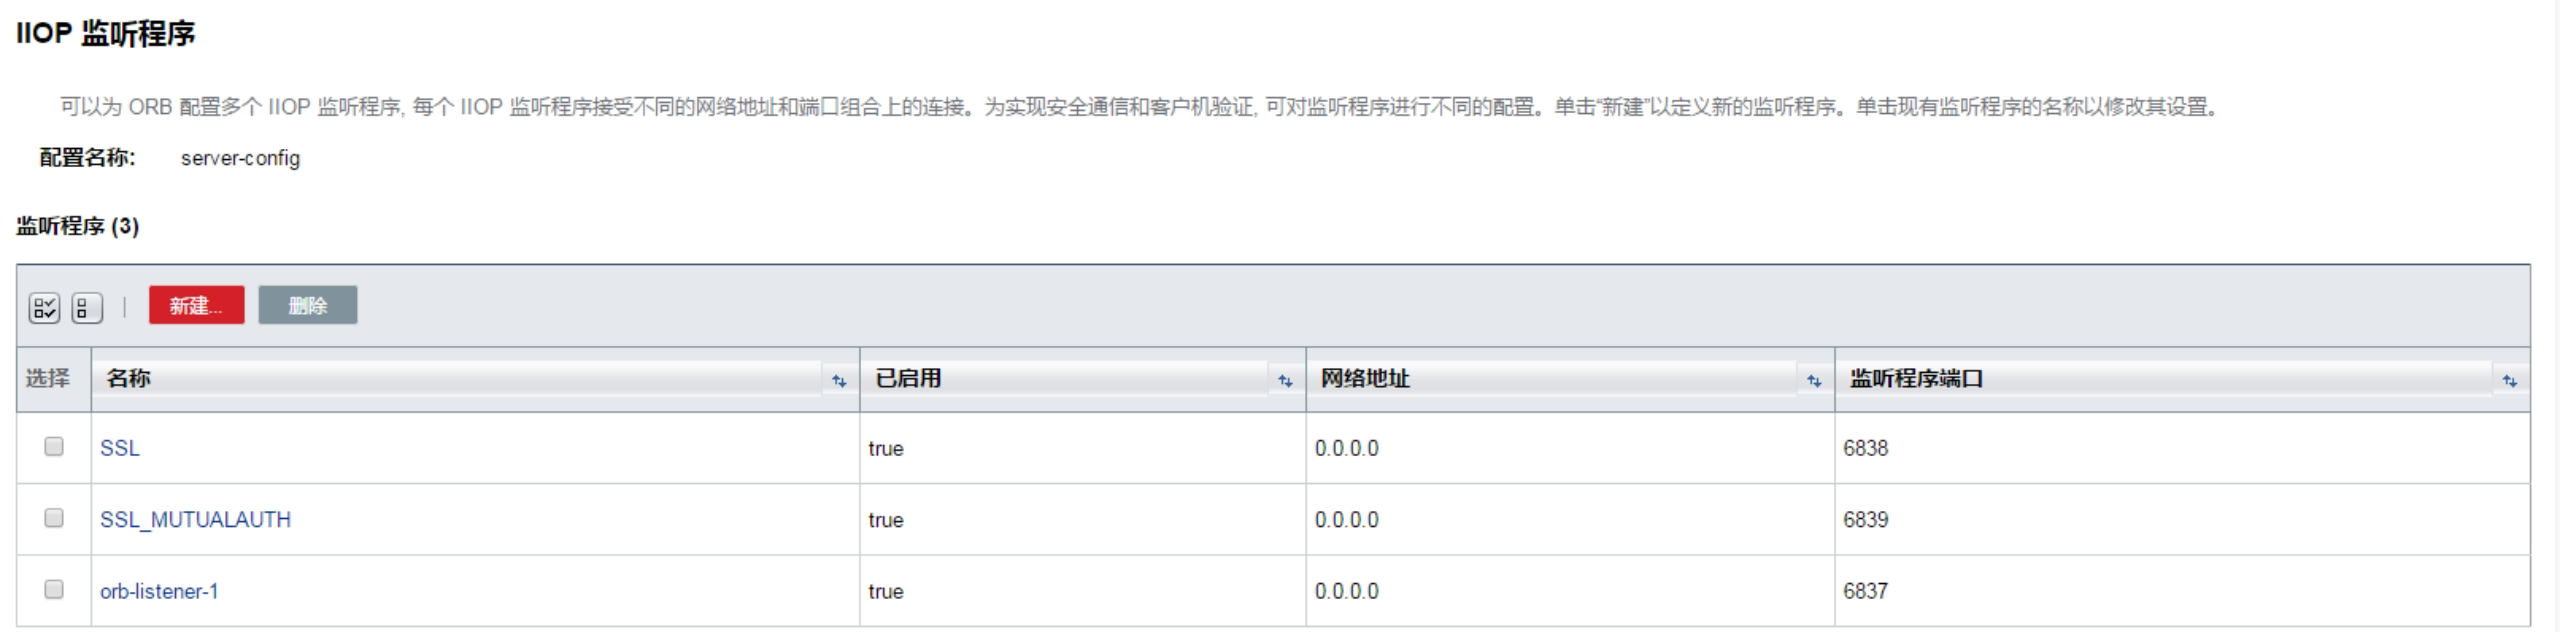 IIOP 监听程序
可以为 ORB 配置多个 IIOP 监听程序, 每个 IIOP 监听程序接受不同的网络地址和端口组合上的连接。为实现安全通信和客户机验证, 可对监听程序进行不同的配置。单击“新建”以定义新的监听程序。单击现有监听程序的名称以修改其设置。
配置名称: server-config
监听程序 (3)
新建... 删除
选择 名称 已启用 网络地址 监听程序端口
SSL true 0.0.0.0 6838
SSL_MUTUALAUTH true 0.0.0.0 6839
orb-listener-1 true 0.0.0.0 6837